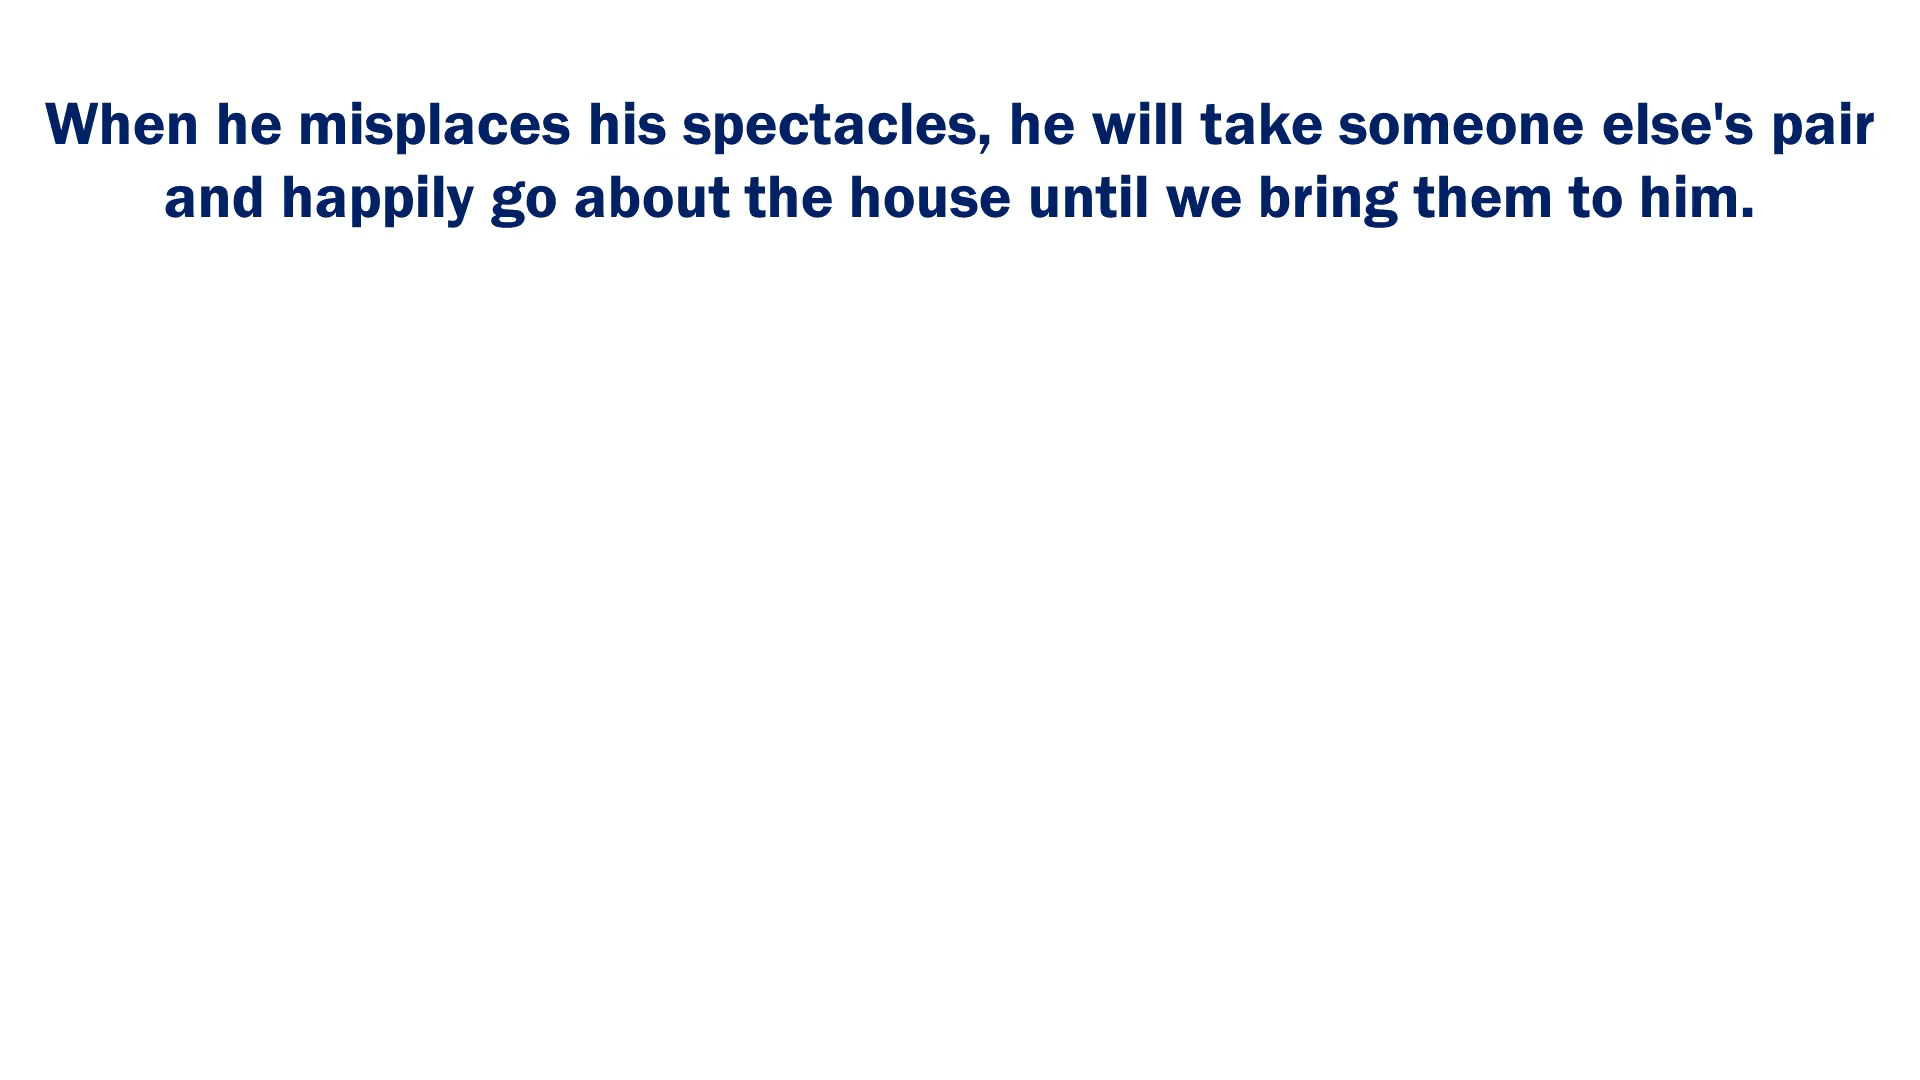 When he misplaces his spectacles, he will take someone else's pair
and happily go about the house until we bring them to him.